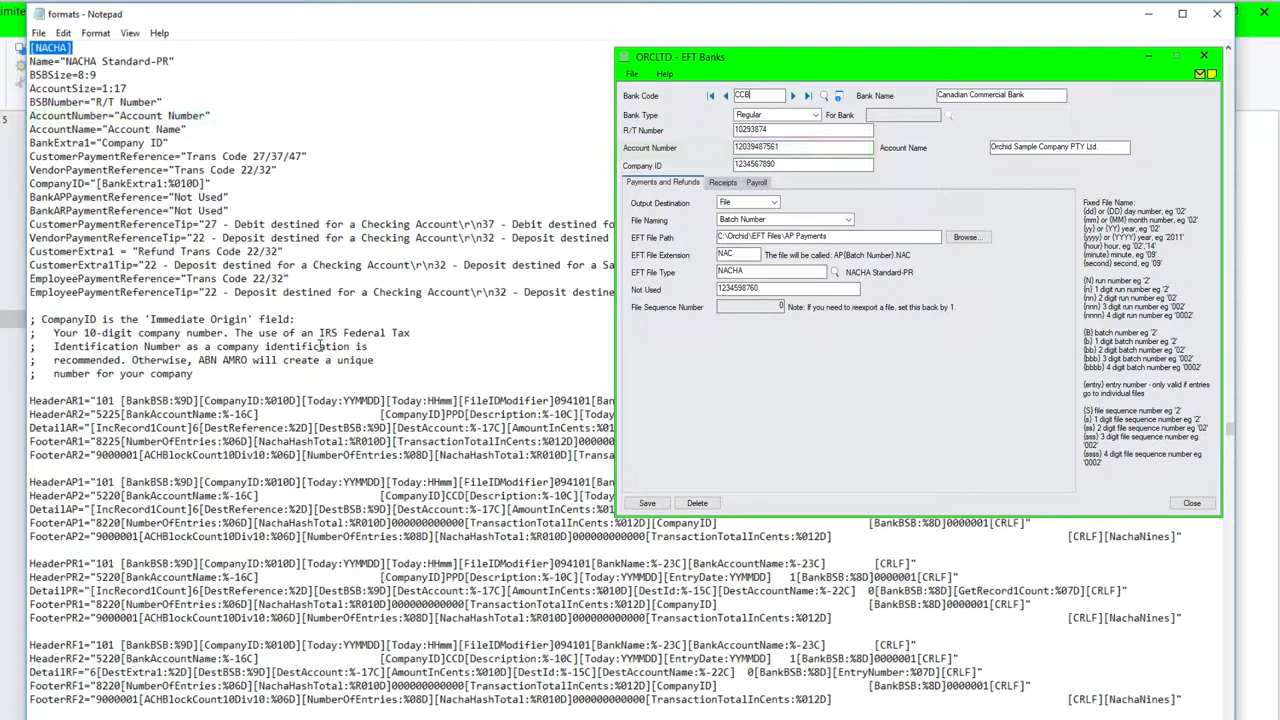 imite
formats - Notepad
File Edit Format View Help
[NACHA]
Name="NACHA Standard-PR"
BSBSize=8:9
AccountSize=1:17
BSBNumber="R/T Number"
AccountNumber="Account Number"
AccountName="Account Name"
BankExtra1="Company ID"
CustomerPaymentReference="Trans Code 27/37/47"
VendorPaymentReference="Trans Code 22/32"
CompanyID="[BankExtra1:%010D]"
BankAPPaymentReference="Not Used"
BankARPaymentReference="Not Used"
CustomerPaymentReferenceTip="27 - Debit destined for a Checking Account\r\n37 - Debit destined
VendorPaymentReferenceTip="22 - Deposit destined for a Checking Account\r\n32 - Deposit destined
CustomerExtra1 = "Refund Trans Code 22/32"
CustomerExtra1Tip="22 - Deposit destined for a Checking Account\r\n32 - Deposit destined for a Sa
EmployeePaymentReference="Trans Code 22/32"
EmployeePaymentReferenceTip="22 - Deposit destined for a Checking Account\r\n32 - Deposit destined
; CompanyID is the 'Immediate Origin' field:
; Your 10-digit company number. The use of an IRS Federal Tax
; Identification Number as a company identification is
; recommended. Otherwise, ABN AMRO will create a unique
; number for your company
HeaderAR1="101 [BankBSB:%9D][CompanyID:%010D][Today:YYMMDD][Today:HHmm][FileIDModifier]094101[Ban
HeaderAR2="5225[BankAccountName:%-16C] [CompanyID]PPD[Description:%-10C][Today:YYMMDD]
DetailAR="[IncRecord1Count]6[DestReference:%2D][DestBSB:%9D][DestAccount:%-17C][AmountInCents:%0
FooterAR1="8225[NumberOfEntries:%06D][NachaHashTotal:%R010D][TransactionTotalInCents:%012D]000000
FooterAR2="9000001[ACHBlockCount10Div10:%06D][NumberOfEntries:%08D][NachaHashTotal:%R010D][Transa
HeaderAP1="101 [BankBSB:%9D][CompanyID:%010D][Today:YYMMDD][Today:HHmm][FileIDModifier]094101[Ban
HeaderAP2="5220[BankAccountName:%-16C] [CompanyID]CCD[Description:%-10C][Today:YYMMDD]
DetailAP="[IncRecord1Count]6[DestReference:%2D][DestBSB:%9D][DestAccount:%-17C][AmountInCents:%0
FooterAP1="8220[NumberOfEntries:%06D][NachaHashTotal:%R010D]000000000000[TransactionTotalInCents:%012D][CompanyID] [BankBSB:%8D]0000001[CRLF]"
FooterAP2="9000001[ACHBlockCount10Div10:%06D][NumberOfEntries:%08D][NachaHashTotal:%R010D]000000000000[TransactionTotalInCents:%012D] [CRLF][NachaNines]"
HeaderPR1="101 [BankBSB:%9D][CompanyID:%010D][Today:YYMMDD][Today:HHmm][FileIDModifier]094101[BankName:%-23C][BankAccountName:%-23C] [CRLF]"
HeaderPR2="5220[BankAccountName:%-16C] [CompanyID]PPD[Description:%-10C][Today:YYMMDD][EntryDate:YYMMDD] 1[BankBSB:%8D]0000001[CRLF]"
DetailPR="[IncRecord1Count]6[DestReference:%2D][DestBSB:%9D][DestAccount:%-17C][AmountInCents:%010D][DestId:%-15C][DestAccountName:%-22C] 0[BankBSB:%8D][GetRecord1Count:%07D][CRLF]"
FooterPR1="8220[NumberOfEntries:%06D][NachaHashTotal:%R010D]000000000000[TransactionTotalInCents:%012D][CompanyID] [BankBSB:%8D]0000001[CRLF]"
FooterPR2="9000001[ACHBlockCount10Div10:%06D][NumberOfEntries:%08D][NachaHashTotal:%R010D]000000000000[TransactionTotalInCents:%012D] [CRLF][NachaNines]"
HeaderRF1="101 [BankBSB:%9D][CompanyID:%010D][Today:YYMMDD][Today:HHmm][FileIDModifier]094101[BankName:%-23C][BankAccountName:%-23C] [CRLF]"
HeaderRF2="5220[BankAccountName:%-16C] [CompanyID]CCD[Description:%-10C][Today:YYMMDD][EntryDate:YYMMDD] 1[BankBSB:%8D]0000001[CRLF]"
DetailRF="6[DestExtra1:%2D][DestBSB:%9D][DestAccount:%-17C][AmountInCents:%010D][DestId:%-15C][DestAccountName:%-22C] 0[BankBSB:%8D][EntryNumber:%07D][CRLF]"
FooterRF1="8220[NumberOfEntries:%06D][NachaHashTotal:%R010D]000000000000[TransactionTotalInCents:%012D][CompanyID] [BankBSB:%8D]0000001[CRLF]"
FooterRF2="9000001[ACHBlockCount10Div10:%06D][NumberOfEntries:%08D][NachaHashTotal:%R010D]000000000000[TransactionTotalInCents:%012D] [CRLF][NachaNines]"
ORCLTD - EFT Banks
File Help
Bank Code CCB Bank Name Canadian Commercial Bank
Bank Type Regular For Bank
R/T Number 10293874
Account Number 12039487561 Account Name Orchid Sample Company PTY Ltd.
Company ID 1234567890
Payments and Refunds Receipts Payroll
Output Destination File
File Naming Batch Number
EFT File Path C:\Orchid\EFT Files\AP Payments Browse...
EFT File Extension NAC The file will be called: AP{Batch Number}.NAC
EFT File Type NACHA NACHA Standard-PR
Not Used 1234598760
File Sequence Number 0 Note: If you need to reexport a file, set this back by 1.
Fixed File Name:
{dd} or {DD} day number, eg '02'
{mm} or {MM} month number, eg '02'
{yy} or {YY} year, eg '02'
{yyyy} or {YYYY} year, eg '2011'
{hour} hour, eg '02','14'
{minute} minute, eg '59'
{second} second, eg '09'
{N} run number eg '2'
{n} 1 digit run number eg '2'
{nn} 2 digit run number eg '02'
{nnn} 3 digit run number eg '002'
{nnnn} 4 digit run number eg '0002'
{B} batch number eg '2'
{b} 1 digit batch number eg '2'
{bb} 2 digit batch number eg '02'
{bbb} 3 digit batch number eg '002'
{bbbb} 4 digit batch number eg '0002'
{entry} entry number - only valid if entries
go to individual files
{S} file sequence number eg '2'
{s} 1 digit file sequence number eg '2'
{ss} 2 digit file sequence number eg '02'
{sss} 3 digit file sequence number eg
'002'
{ssss} 4 digit file sequence number eg
'0002'
Save Delete Close